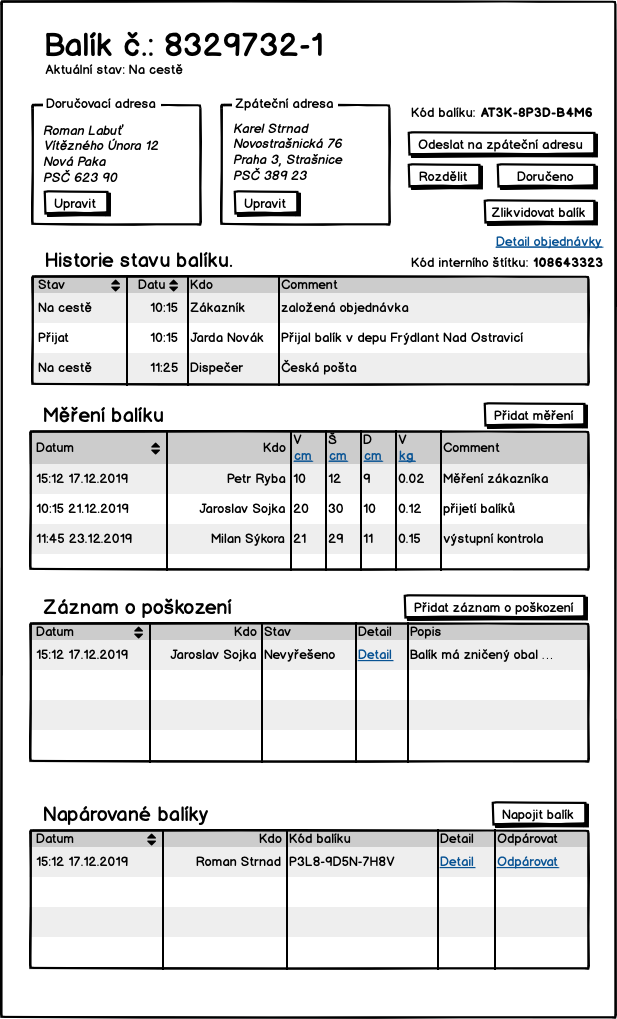 Balík č.: 8329732-1
Aktuální stav: Na cestě
Doručovací adresa
Roman Labuť
Vítězného Února 12
Nová Paka
PSČ 623 90
Upravit
Zpáteční adresa
Karel Strnad
Novostrašnická 76
Praha 3, Strašnice
PSČ 389 23
Upravit
Kód balíku: AT3K-8P3D-B4M6
Odeslat na zpáteční adresu
Rozdělit Doručeno
Zlikvidovat balík
Detail objednávky
Kód interního štítku: 108643323
Historie stavu balíku.
Stav Datu Kdo Comment
Na cestě 10:15 Zákazník založená objednávka
Přijat 10:15 Jarda Novák Přijal balík v depu Frýdlant Nad Ostravicí
Na cestě 11:25 Dispečer Česká pošta
Měření balíku
Přidat měření
Datum Kdo V cm Š cm D cm V kg Comment
15:12 17.12.2019 Petr Ryba 10 12 9 0.02 Měření zákazníka
10:15 21.12.2019 Jaroslav Sojka 20 30 10 0.12 přijetí balíků
11:45 23.12.2019 Milan Sýkora 21 29 11 0.15 výstupní kontrola
Záznam o poškození
Přidat záznam o poškození
Datum Kdo Stav Detail Popis
15:12 17.12.2019 Jaroslav Sojka Nevyřešeno Detail Balík má zničený obal ...
Napárované balíky
Napojit balík
Datum Kdo Kód balíku Detail Odpárovat
15:12 17.12.2019 Roman Strnad P3L8-9D5N-7H8V Detail Odpárovat